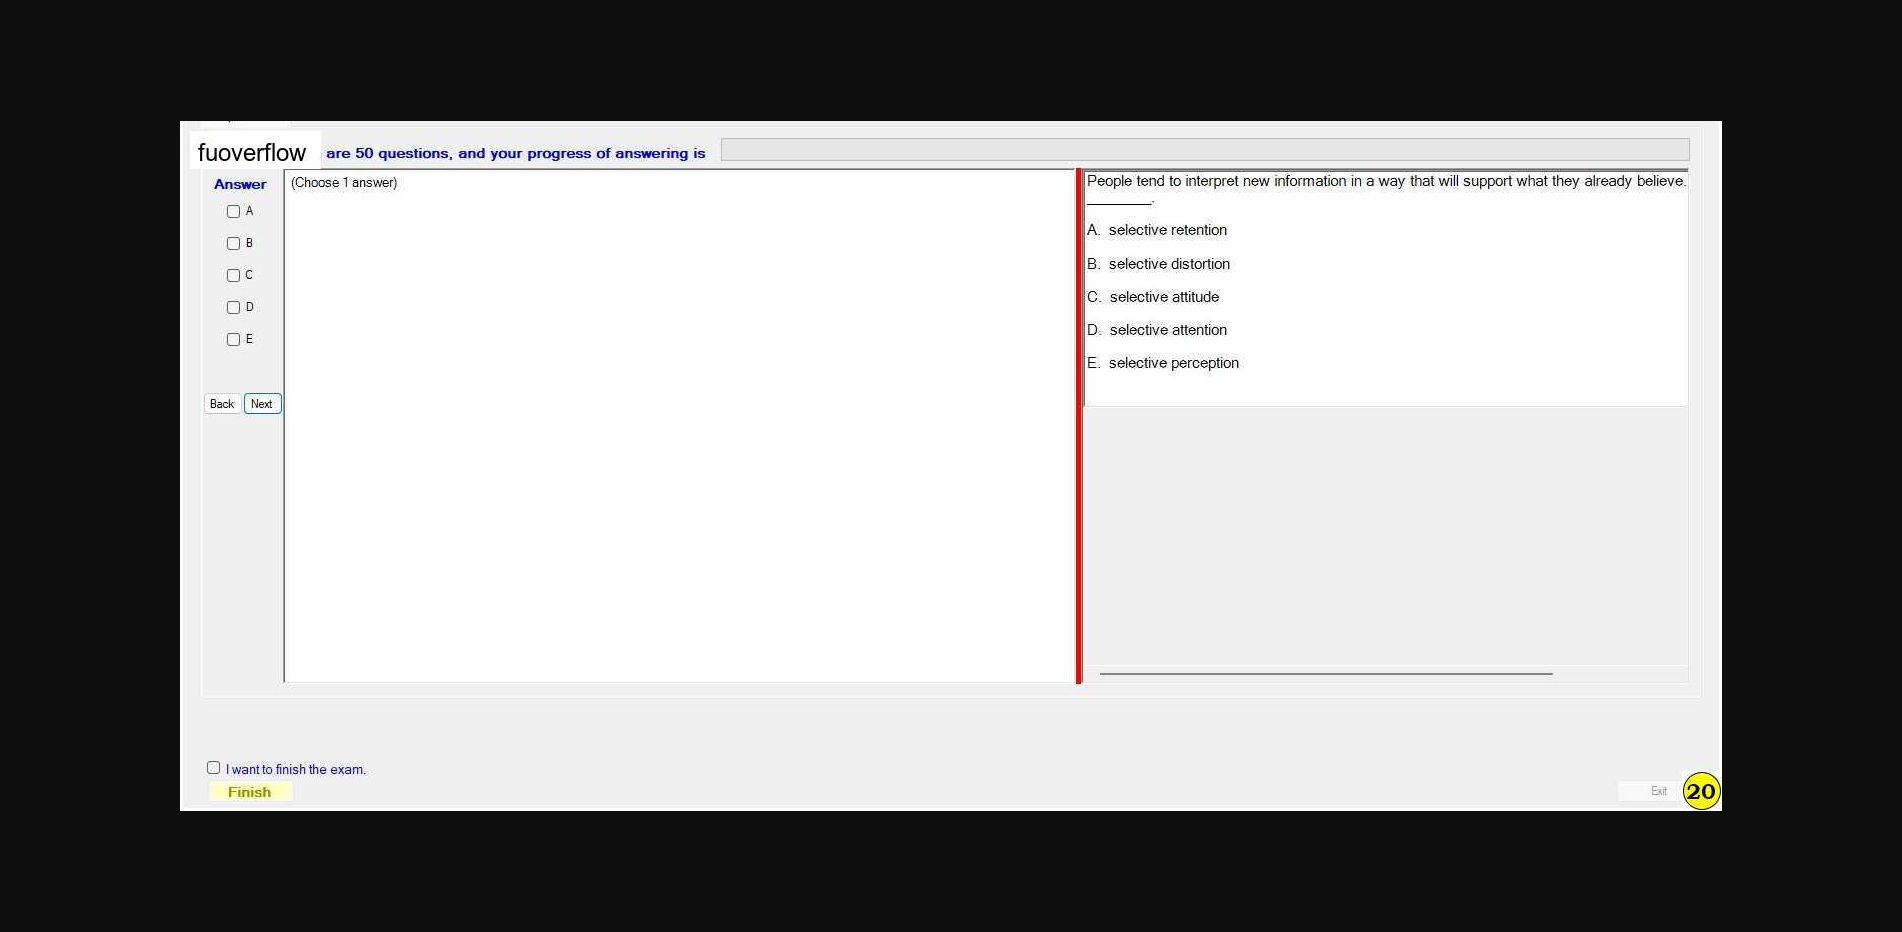 fuoverflow are 50 questions, and your progress of answering is
Answer
A
B
C
D
E
Back Next
(Choose 1 answer)
People tend to interpret new information in a way that will support what they already believe.
________.
A. selective retention
B. selective distortion
C. selective attitude
D. selective attention
E. selective perception
I want to finish the exam.
Finish
Exit
20